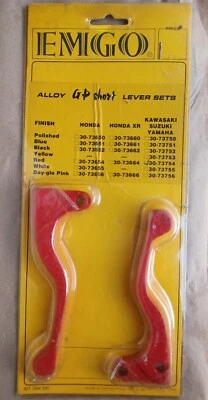 EMGO
ALLOY GP short LEVER SETS
FINISH HONDA HONDA XR KAWASAKI SUZUKI YAMAHA
Polished 30-73650 30-73660 30-73750
Blue 30-73651 30-73661 30-73751
Black 30-73652 30-73662 30-73752
Yellow — — 30-73753
Red 30-73654 30-73664 30-73754
White 30-73655 — 30-73755
Day-glo Pink 30-73656 30-73666 30-73756